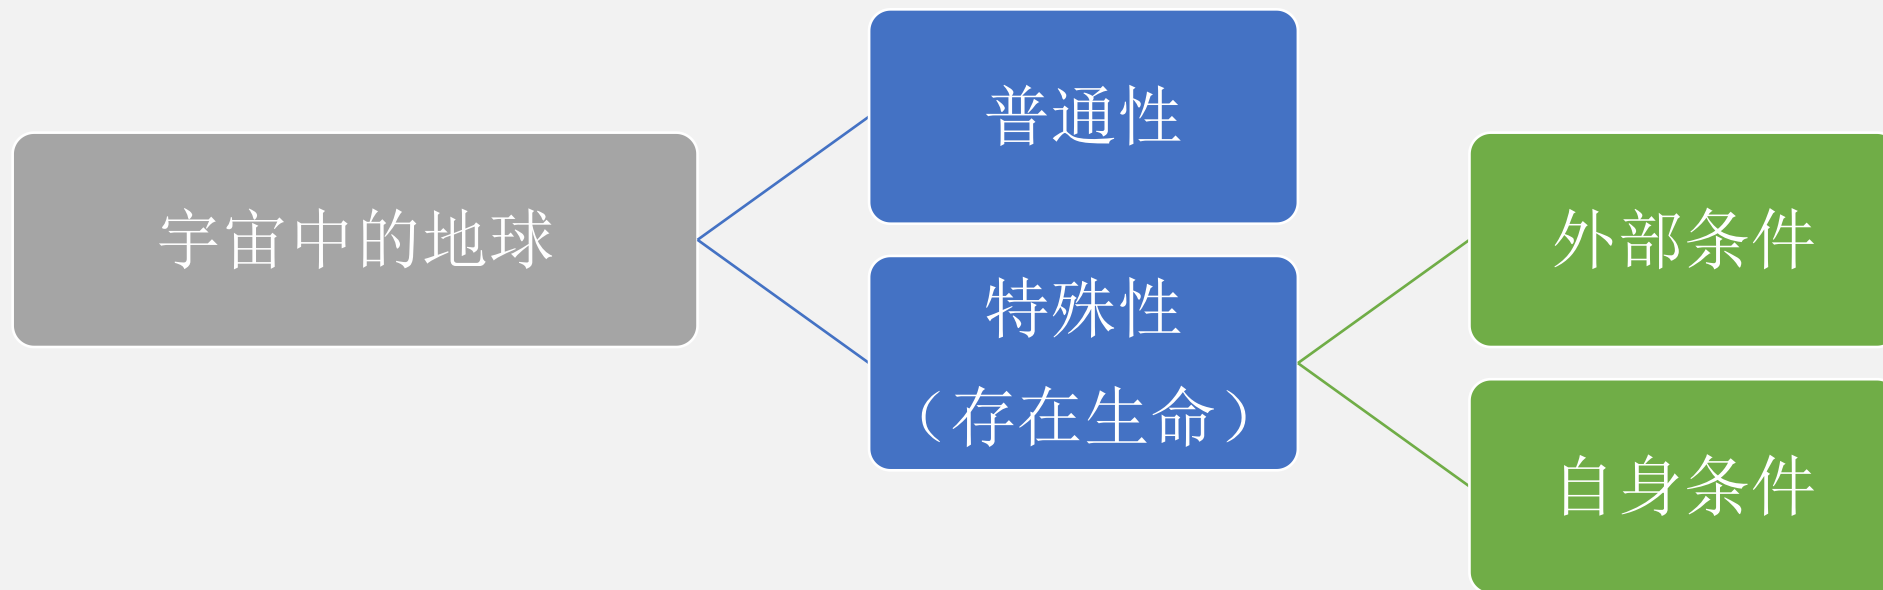 宇宙中的地球
普通性
特殊性
（存在生命）
外部条件
自身条件